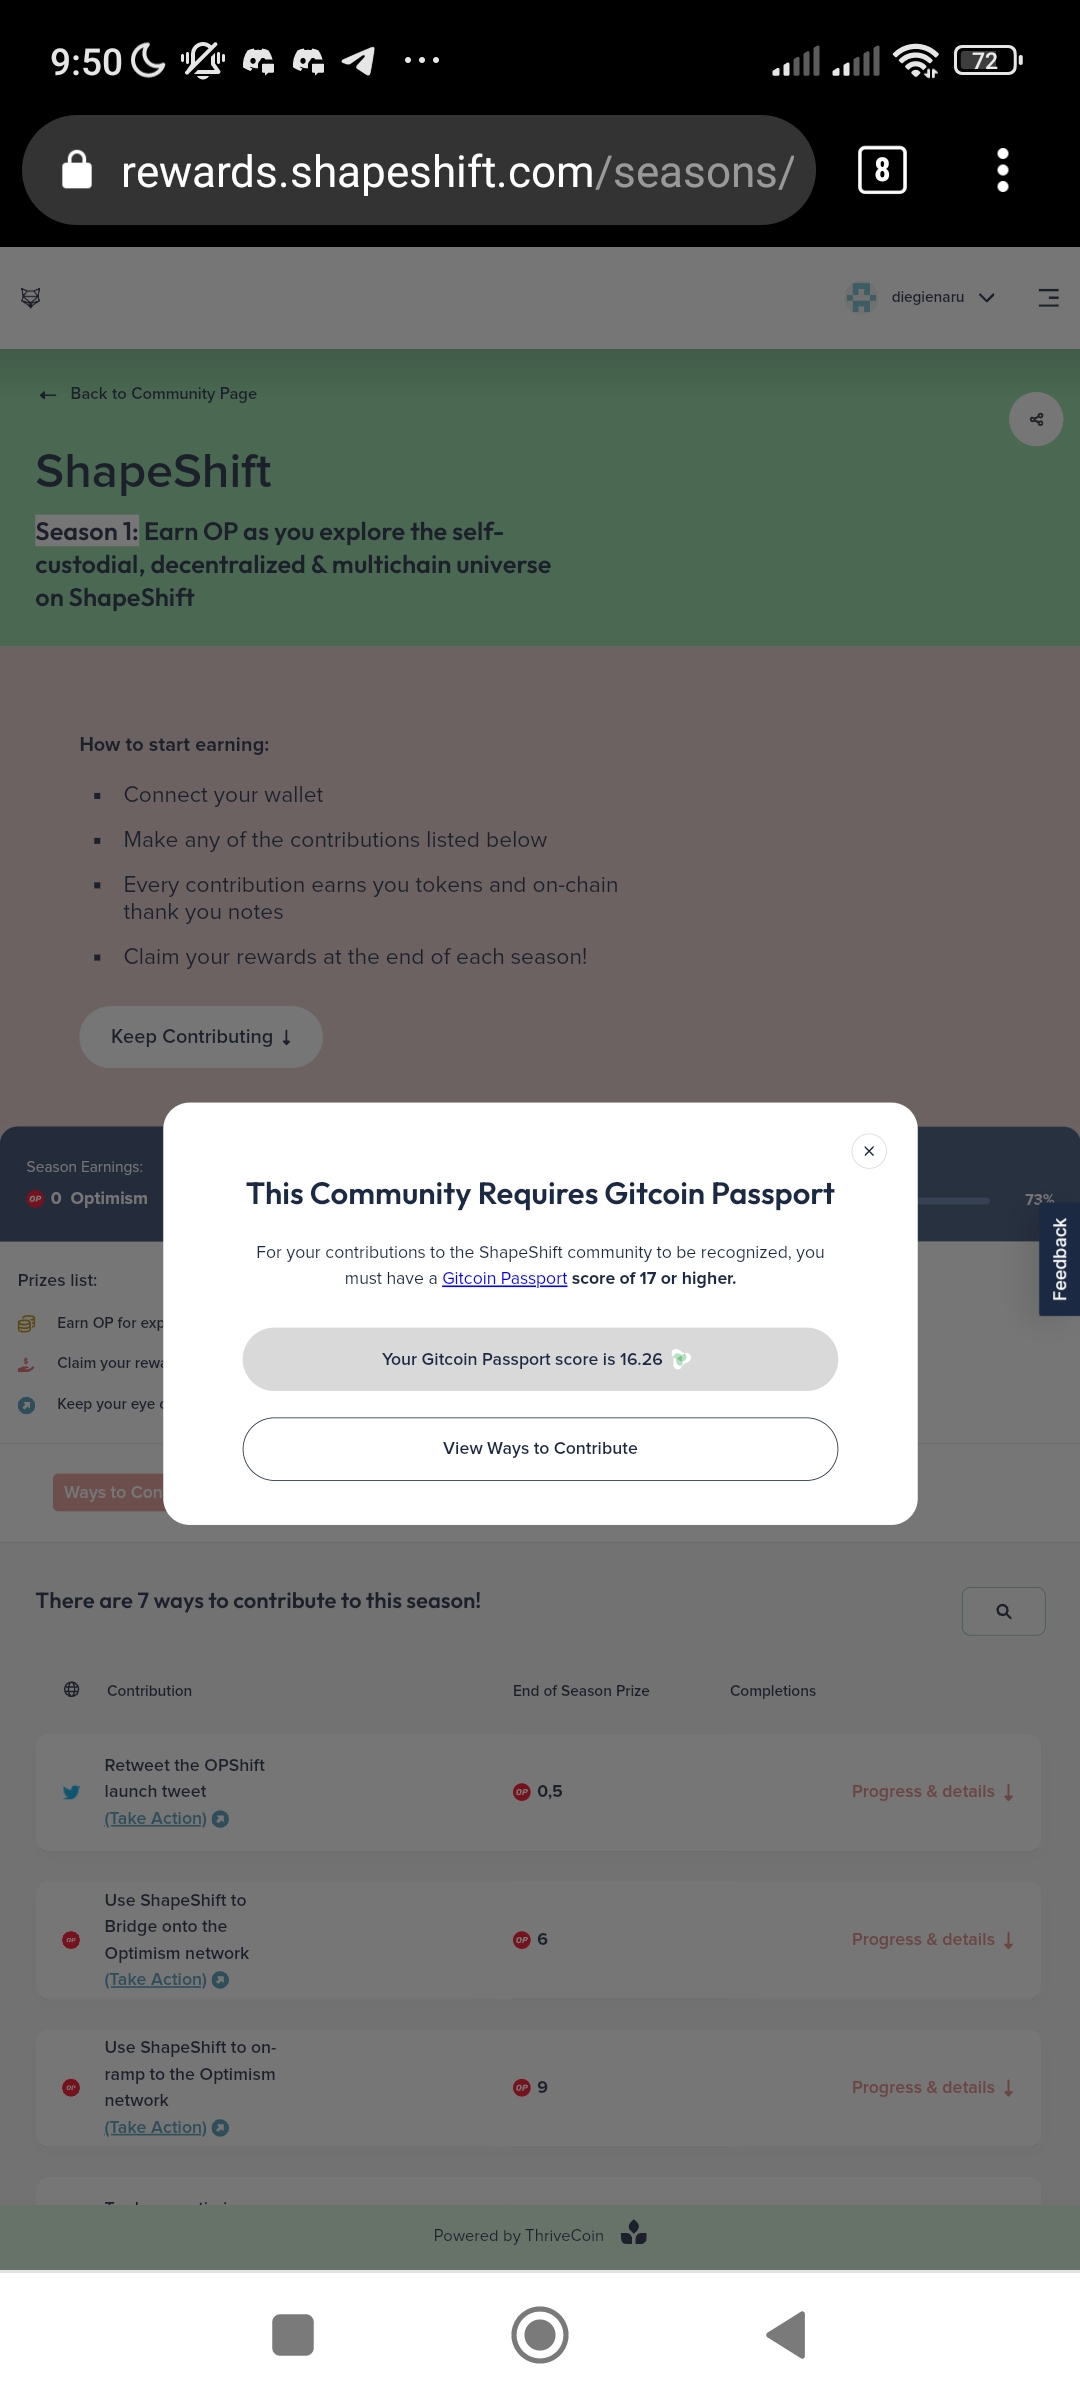 9:50
72
rewards.shapeshift.com/seasons/
8
diegienaru
Back to Community Page
ShapeShift
Season 1: Earn OP as you explore the self-
custodial, decentralized & multichain universe
on ShapeShift
How to start earning:
Connect your wallet
Make any of the contributions listed below
Every contribution earns you tokens and on-chain
thank you notes
Claim your rewards at the end of each season!
Keep Contributing ↓
Season Earnings:
OP 0 Optimism
73%
Feedback
This Community Requires Gitcoin Passport
For your contributions to the ShapeShift community to be recognized, you
must have a Gitcoin Passport score of 17 or higher.
Your Gitcoin Passport score is 16.26
View Ways to Contribute
Prizes list:
Earn OP for exp
Claim your rewa
Keep your eye
Ways to Con
There are 7 ways to contribute to this season!
Contribution End of Season Prize Completions
Retweet the OPShift
launch tweet
(Take Action)
OP 0,5
Progress & details ↓
Use ShapeShift to
Bridge onto the
Optimism network
(Take Action)
OP
OP 6
Progress & details ↓
Use ShapeShift to on-
ramp to the Optimism
network
(Take Action)
OP
OP 9
Progress & details ↓
Powered by ThriveCoin